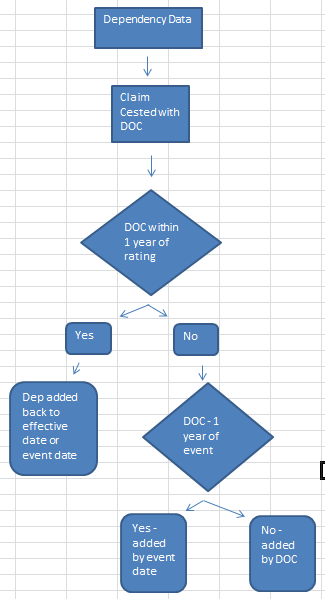 Dependency Data
Claim
Cested with
DOC
DOC within
1 year of
rating
Yes
No
Dep added
back to
effective
date or
event date
DOC - 1
year of
event
Yes -
added
by event
date
No -
added
by DOC